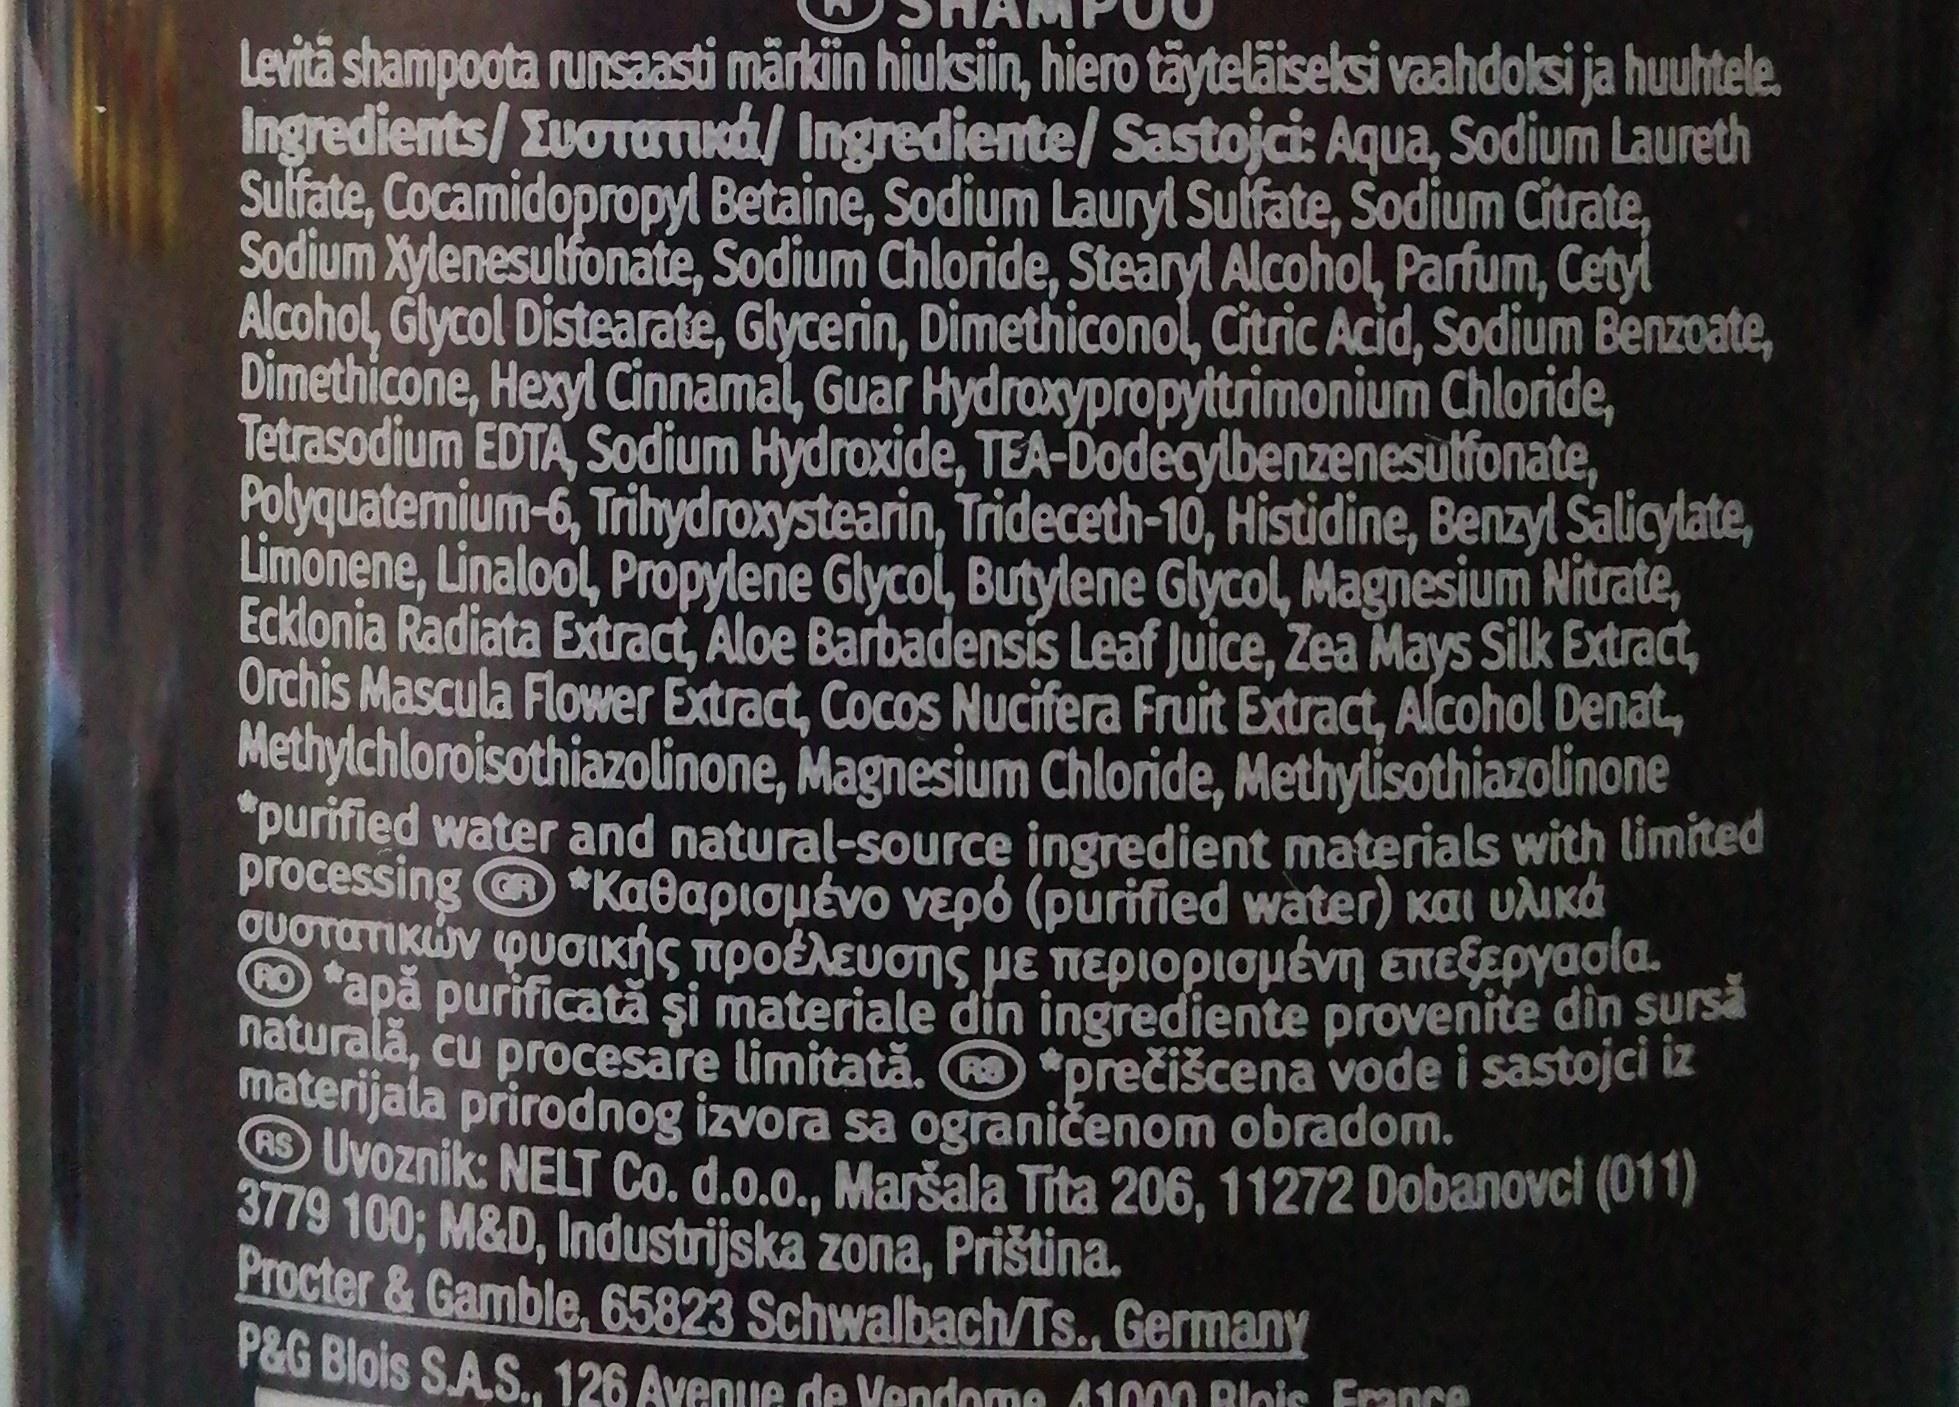 SHAMPOO
Levitä shampoota runsaasti märkiin hiuksiin, hiero täyteläiseksi vaahdoksi ja huuhtele.
Ingredients/ Συστατικά/ Ingrediente/ Sastojci: Aqua, Sodium Laureth
Sulfate, Cocamidopropyl Betaine, Sodium Lauryl Sulfate, Sodium Citrate,
Sodium Xylenesulfonate, Sodium Chloride, Stearyl Alcohol, Parfum, Cetyl
Alcohol, Glycol Distearate, Glycerin, Dimethiconol, Citric Acid, Sodium Benzoate,
Dimethicone, Hexyl Cinnamal, Guar Hydroxypropyltrimonium Chloride,
Tetrasodium EDTA, Sodium Hydroxide, TEA-Dodecylbenzenesulfonate,
Polyquaternium-6, Trihydroxystearin, Trideceth-10, Histidine, Benzyl Salicylate,
Limonene, Linalool, Propylene Glycol, Butylene Glycol, Magnesium Nitrate,
Ecklonia Radiata Extract, Aloe Barbadensis Leaf Juice, Zea Mays Silk Extract,
Orchis Mascula Flower Extract, Cocos Nucifera Fruit Extract, Alcohol Denat.,
Methylchloroisothiazolinone, Magnesium Chloride, Methylisothiazolinone
*purified water and natural-source ingredient materials with limited
processing GR *Καθαρισμένο νερό (purified water) και υλικά
συστατικών φυσικής προέλευσης με περιορισμένη επεξεργασία.
RO *apă purificată şi materiale din ingrediente provenite din sursă
naturală, cu procesare limitată. RS *prečišcena vode i sastojci iz
materijala prirodnog izvora sa ograničenom obradom.
RS Uvoznik: NELT Co. d.o.o., Maršala Tita 206, 11272 Dobanovci (011)
3779 100; M&D, Industrijska zona, Priština.
Procter & Gamble, 65823 Schwalbach/Ts., Germany
P&G Blois S.A.S., 126 Avenue de Vendome 41000 Blois France